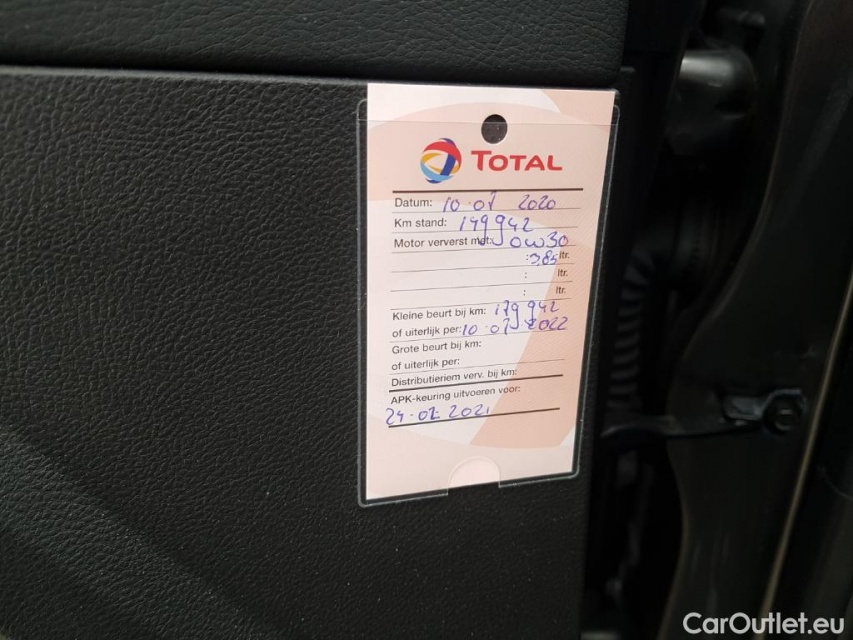 TOTAL
Datum: 10-07 2020
Km stand: 149942
Motor ververst met: 0W30
: 3,85 ltr.
: ltr.
: ltr.
Kleine beurt bij km: 179942
of uiterlijk per: 10-07-2022
Grote beurt bij km:
of uiterlijk per:
Distributieriem verv. bij km:
APK-keuring uitvoeren voor:
24-02-2021
CarOutlet.eu